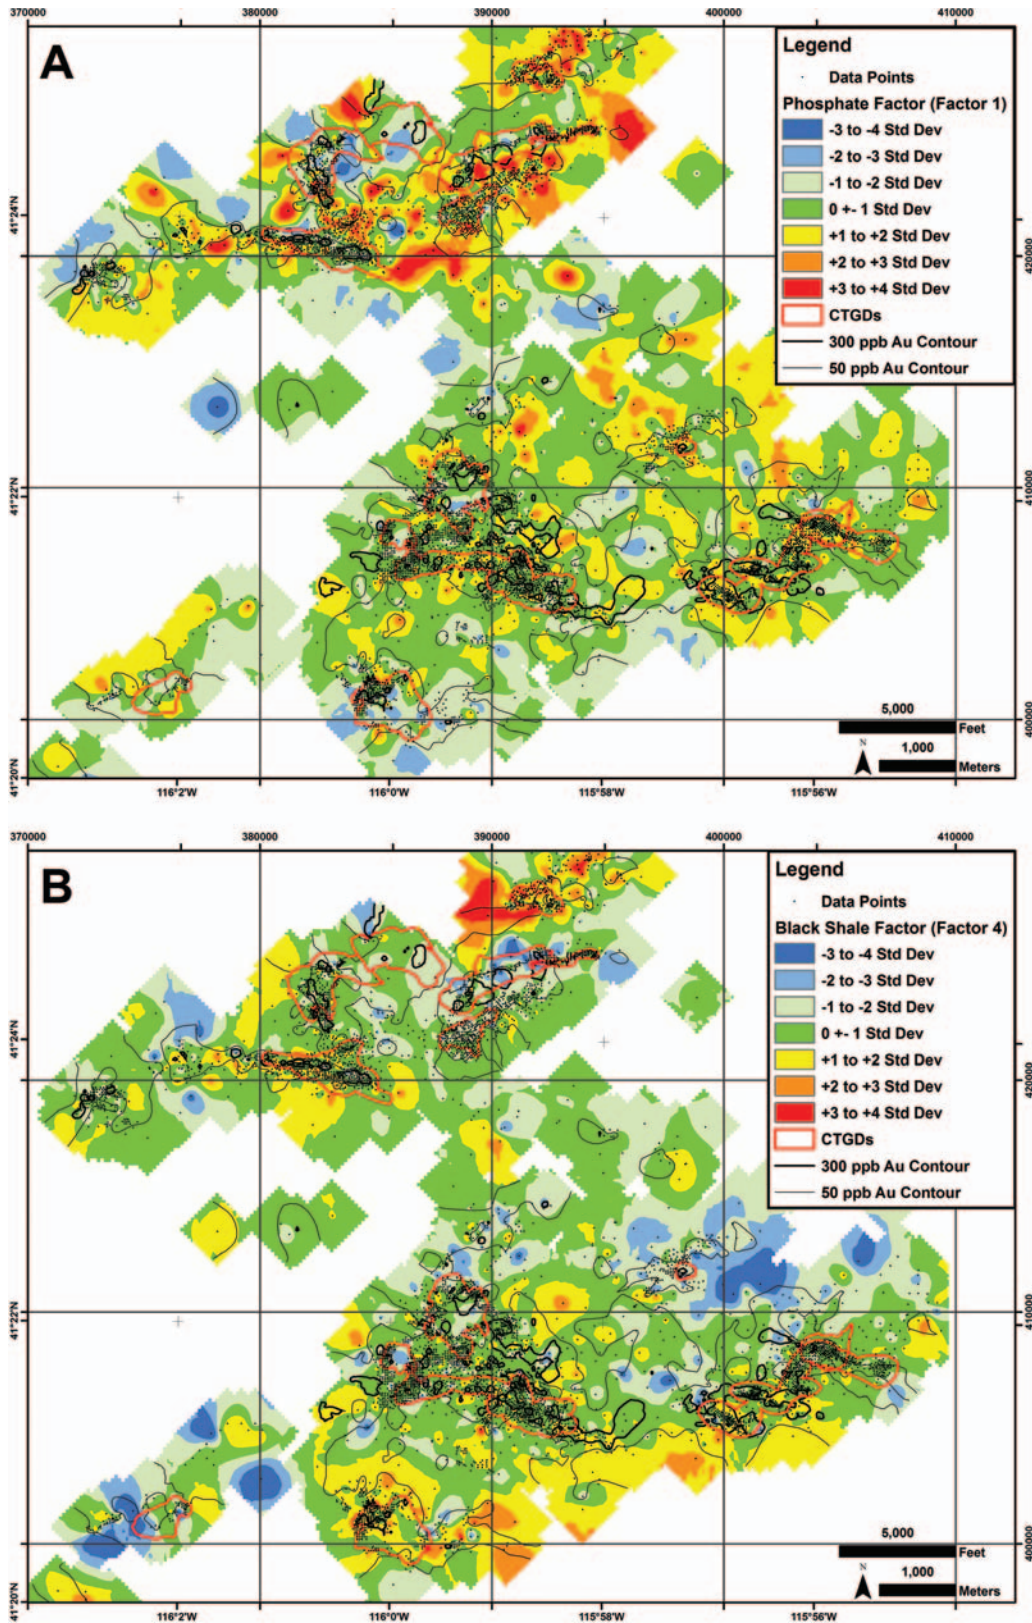 370000 380000 390000 400000 410000
A
Legend
Data Points
Phosphate Factor (Factor 1)
-3 to -4 Std Dev
-2 to -3 Std Dev
-1 to -2 Std Dev
0 +- 1 Std Dev
+1 to +2 Std Dev
+2 to +3 Std Dev
+3 to +4 Std Dev
CTGDs
300 ppb Au Contour
50 ppb Au Contour
41°24'N
420000
41°22'N
410000
5,000
Feet
400000
N
1,000
Meters
41°20'N
116°2'W 116°0'W 115°58'W 115°56'W
370000 380000 390000 400000 410000
B
Legend
Data Points
Black Shale Factor (Factor 4)
-3 to -4 Std Dev
-2 to -3 Std Dev
-1 to -2 Std Dev
0 +- 1 Std Dev
+1 to +2 Std Dev
+2 to +3 Std Dev
+3 to +4 Std Dev
CTGDs
300 ppb Au Contour
50 ppb Au Contour
41°24'N
420000
41°22'N
410000
5,000
Feet
400000
N
1,000
Meters
41°20'N
116°2'W 116°0'W 115°58'W 115°56'W